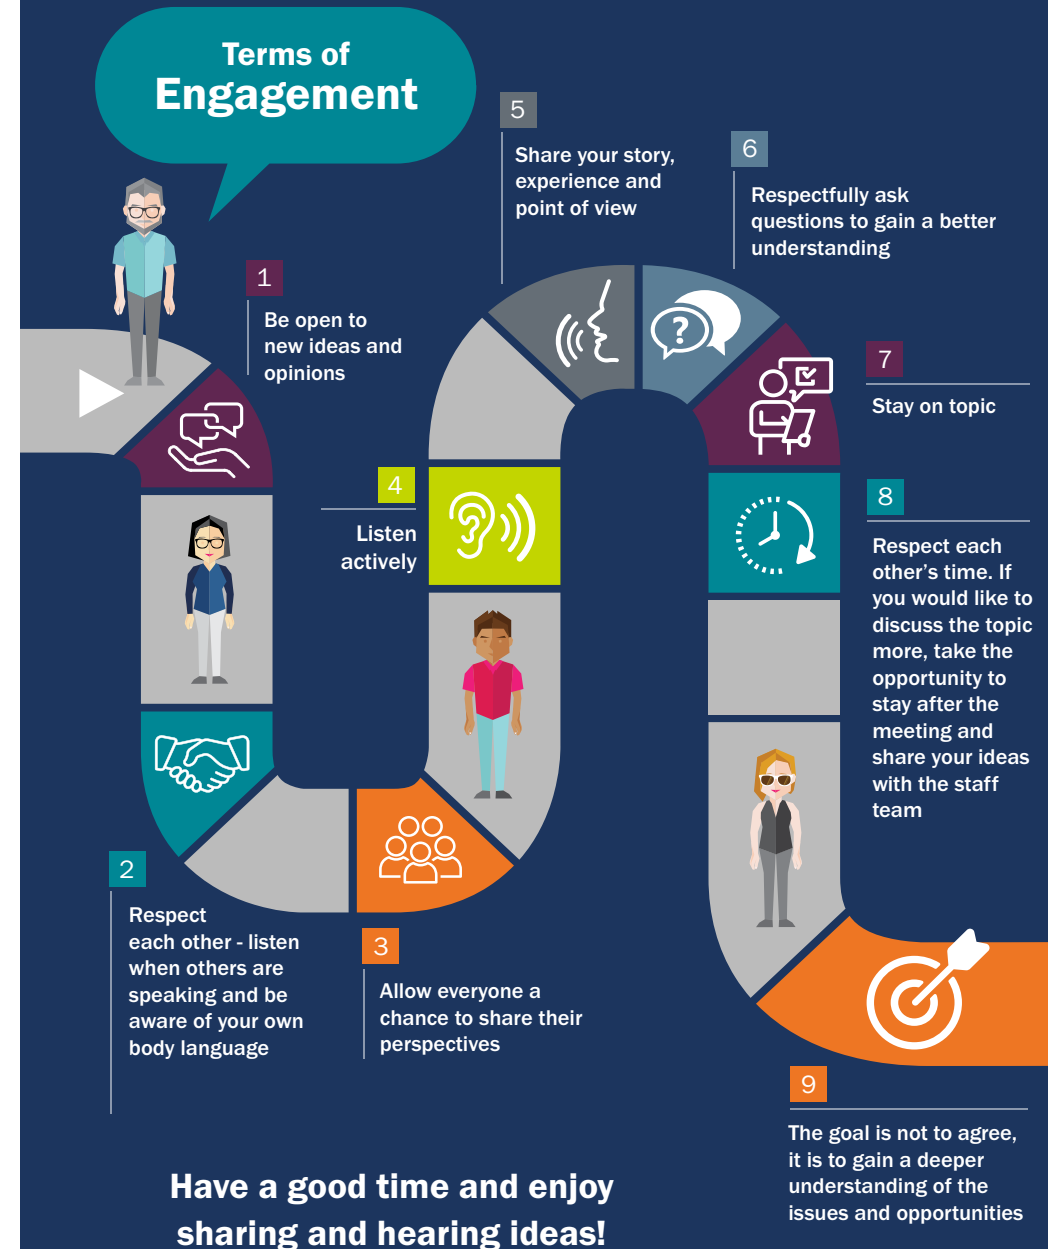 Terms of
Engagement
1
Be open to
new ideas and
opinions
2
Respect
each other - listen
when others are
speaking and be
aware of your own
body language
3
Allow everyone a
chance to share their
perspectives
4
Listen
actively
5
Share your story,
experience and
point of view
6
Respectfully ask
questions to gain a better
understanding
?
7
Stay on topic
8
Respect each
other’s time. If
you would like to
discuss the topic
more, take the
opportunity to
stay after the
meeting and
share your ideas
with the staff
team
9
The goal is not to agree,
it is to gain a deeper
understanding of the
issues and opportunities
Have a good time and enjoy
sharing and hearing ideas!